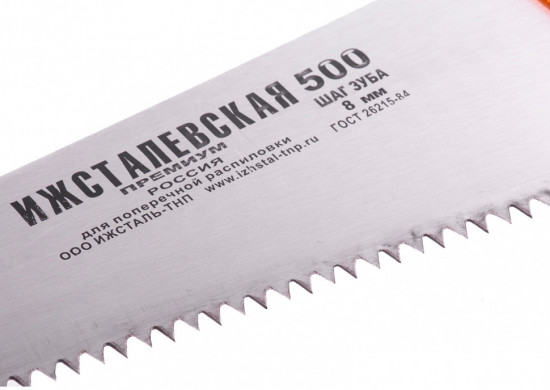 ИЖСТАЛЕВСКАЯ 500
ПРЕМИУМ
РОССИЯ
для поперечной распиловки
ООО ИЖСТАЛЬ-ТНП www.izhstal-tnp.ru
ШАГ ЗУБА
8 мм
ГОСТ 26215-84